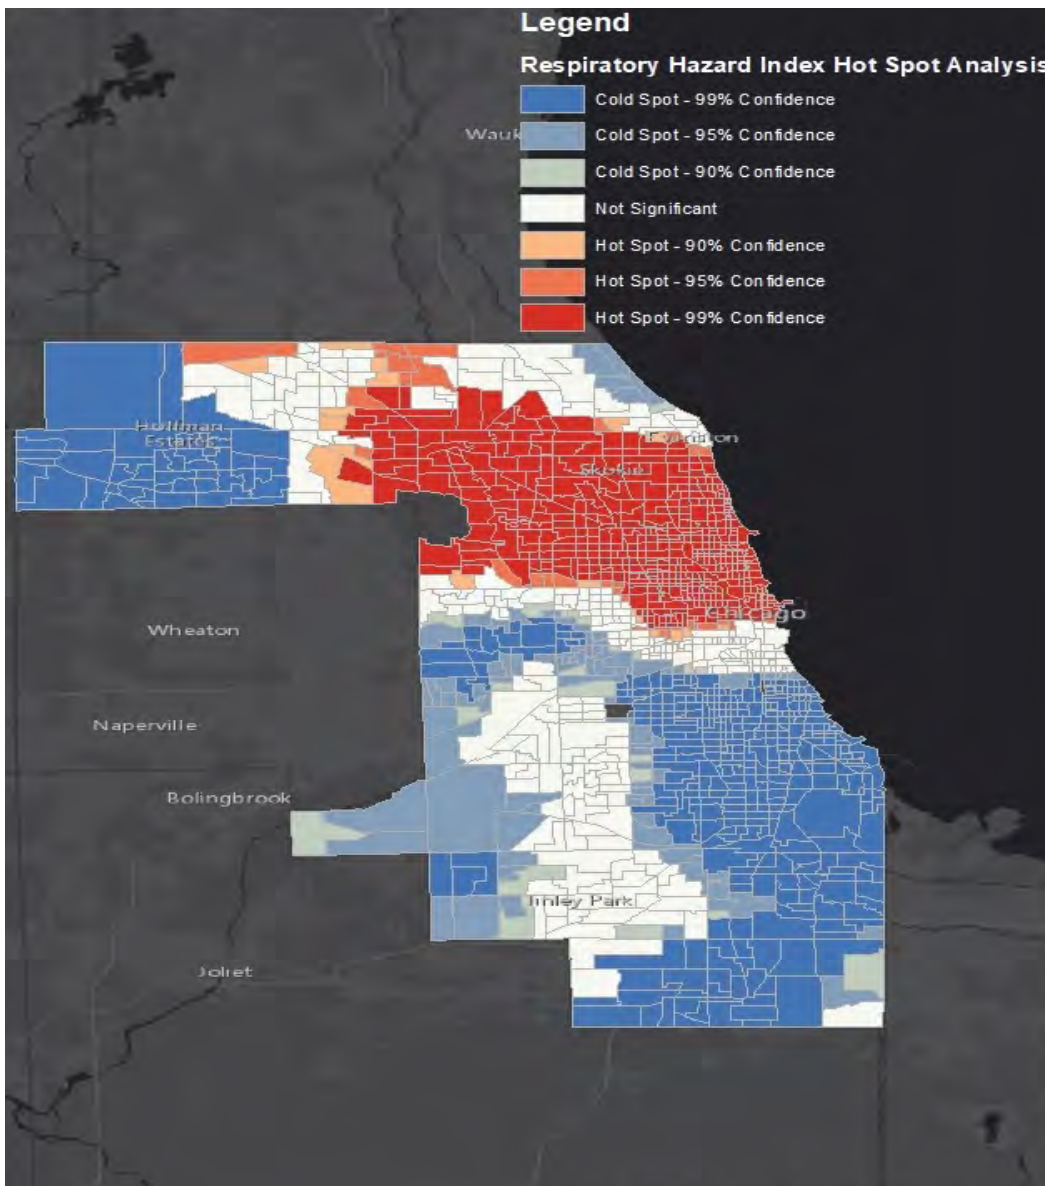 Legend
Respiratory Hazard Index Hot Spot Analysis
Cold Spot - 99% Confidence
Cold Spot - 95% Confidence
Cold Spot - 90% Confidence
Not Significant
Hot Spot - 90% Confidence
Hot Spot - 95% Confidence
Hot Spot - 99% Confidence
Wauk
Hoffman
Estates
Evanston
Skokie
Chicago
Wheaton
Naperville
Bolingbrook
Tinley Park
Joliet